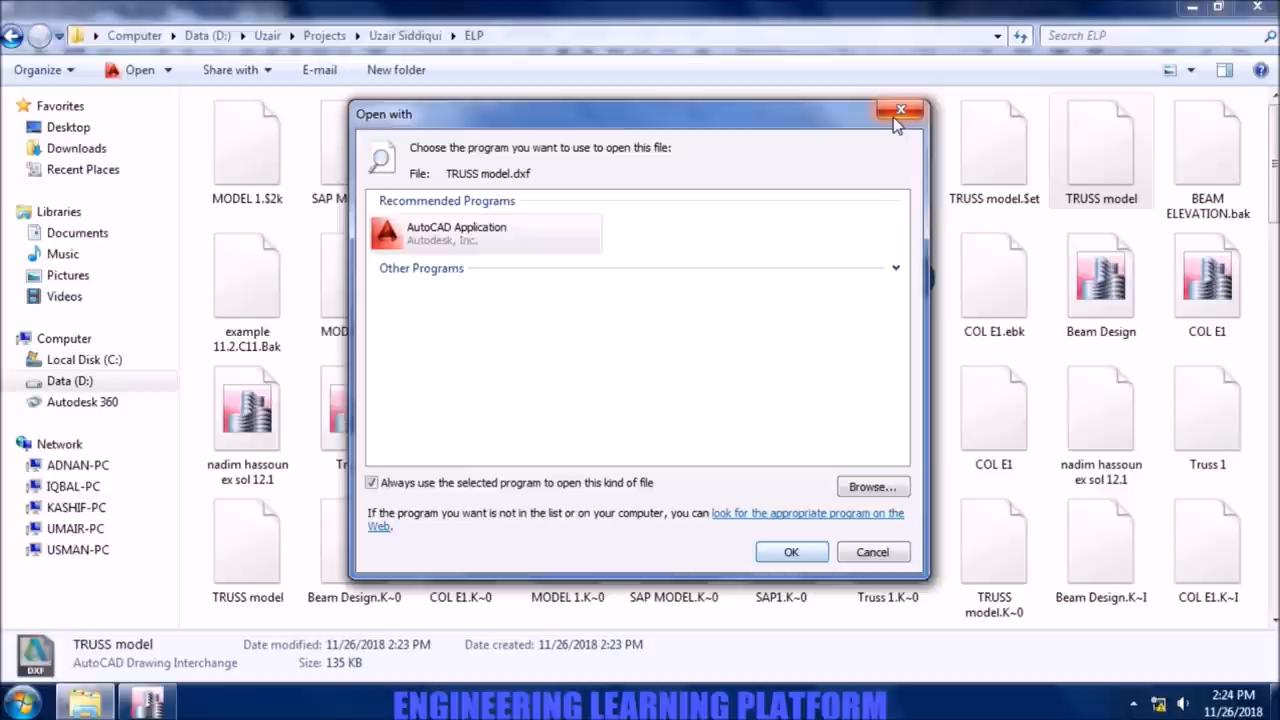 Computer Data (D:) Uzair Projects Uzair Siddiqui ELP
Search ELP
Organize Open Share with E-mail New folder
Favorites
Desktop
Downloads
Recent Places
Libraries
Documents
Music
Pictures
Videos
Computer
Local Disk (C:)
Data (D:)
Autodesk 360
Network
ADNAN-PC
IQBAL-PC
KASHIF-PC
UMAIR-PC
USMAN-PC
MODEL 1.$2k
SAP M
TRUSS model.$et
TRUSS model
BEAM
ELEVATION.bak
example
11.2.C11.Bak
MOD
COL E1.ebk
Beam Design
COL E1
nadim hassoun
ex sol 12.1
Tr
COL E1
nadim hassoun
ex sol 12.1
Truss 1
TRUSS model
Beam Design.K~0
COL E1.K~0
MODEL 1.K~0
SAP MODEL.K~0
SAP1.K~0
Truss 1.K~0
TRUSS
model.K~0
Beam Design.K~I
COL E1.K~I
Open with
Choose the program you want to use to open this file:
File: TRUSS model.dxf
Recommended Programs
AutoCAD Application
Autodesk, Inc.
Other Programs
Always use the selected program to open this kind of file
Browse...
If the program you want is not in the list or on your computer, you can look for the appropriate program on the
Web.
OK
Cancel
DXF
TRUSS model
AutoCAD Drawing Interchange
Date modified: 11/26/2018 2:23 PM
Size: 135 KB
Date created: 11/26/2018 2:23 PM
ENGINEERING LEARNING PLATFORM
2:24 PM
11/26/2018